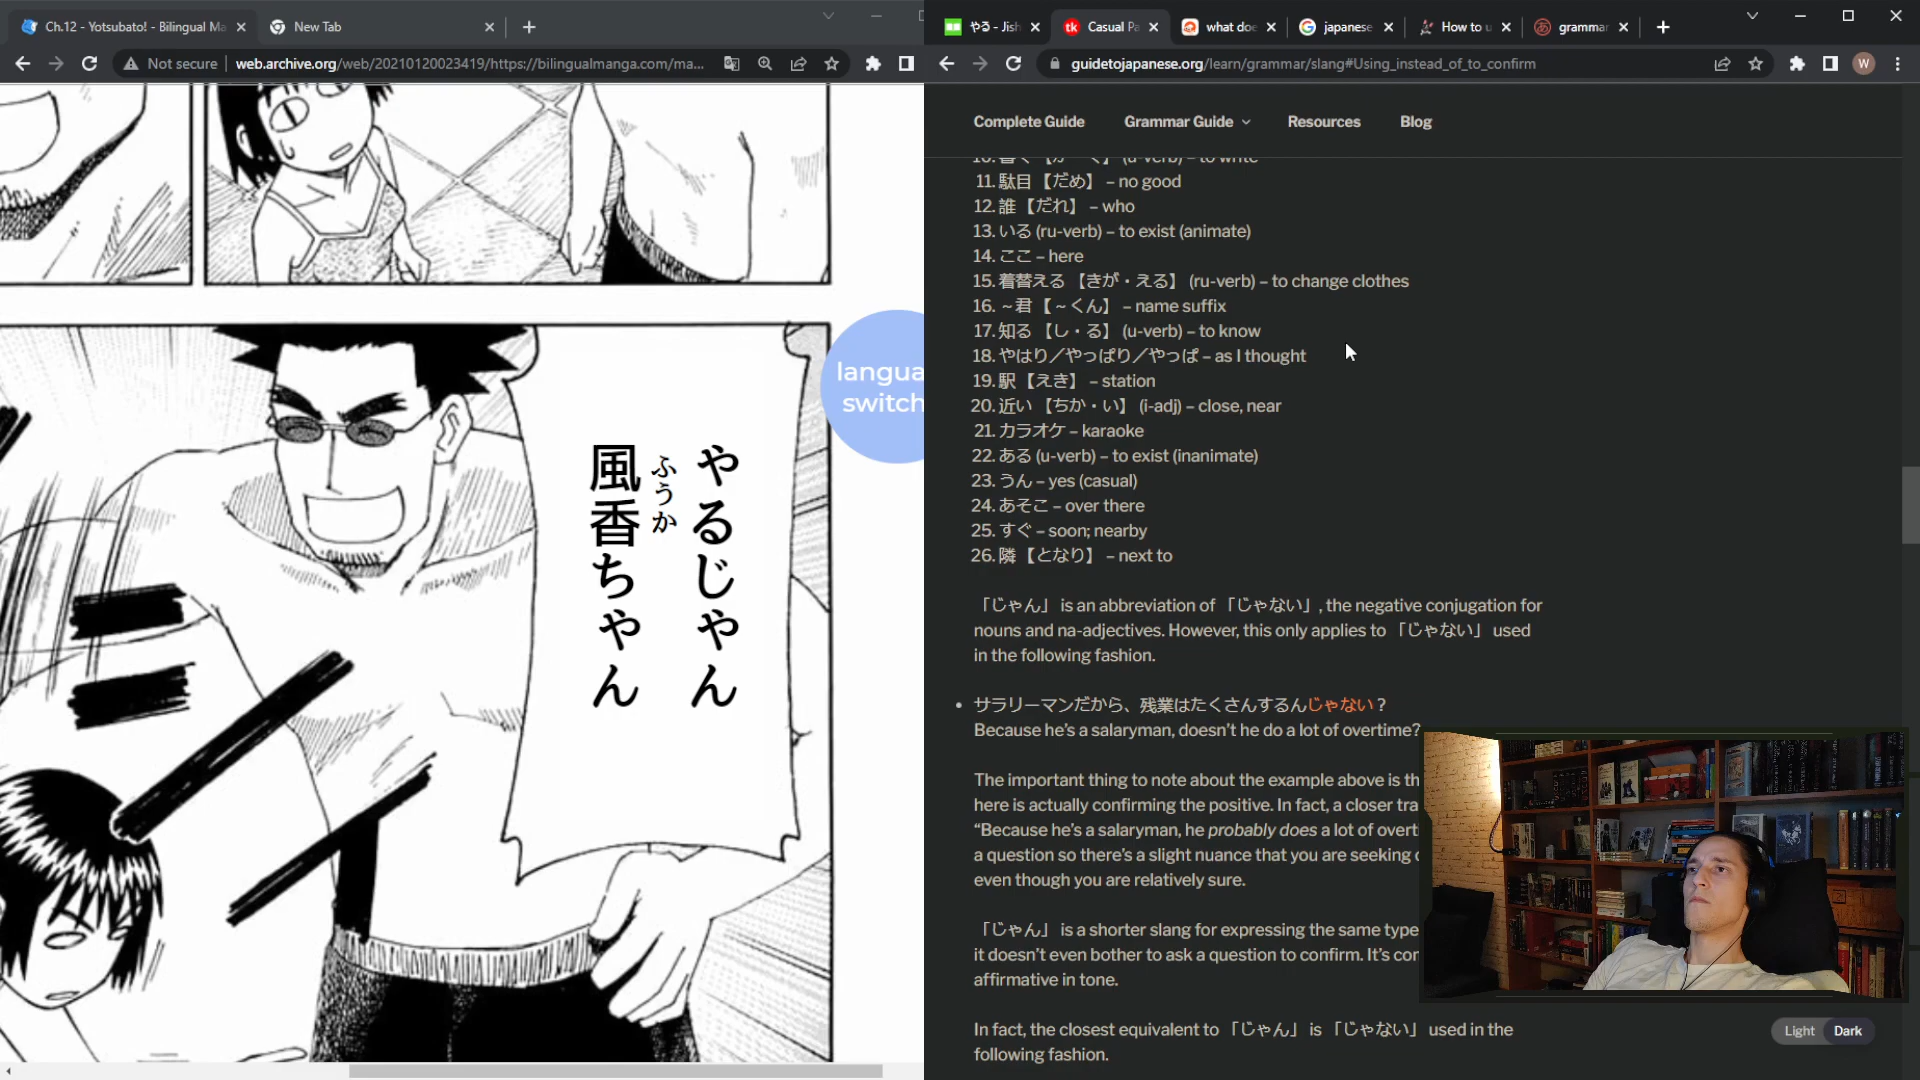 Ch.12 - Yotsubato! - Bilingual Ma
New Tab
Not secure
web.archive.org/web/20210120023419/https://bilingualmanga.com/ma...
langua
switch
やるじゃん
風香ちゃん
ふうか
やる - Jish
Casual Pa
what doe
japanese
How to u
grammar
guidetojapanese.org/learn/grammar/slang#Using_instead_of_to_confirm
W
Complete Guide
Grammar Guide
Resources
Blog
11. 駄目 【だめ】 – no good
12. 誰 【だれ】 – who
13. いる (ru-verb) – to exist (animate)
14. ここ – here
15. 着替える 【きが・える】 (ru-verb) – to change clothes
16. ~君 【~くん】 – name suffix
17. 知る 【し・る】 (u-verb) – to know
18. やはり／やっぱり／やっぱ – as I thought
19. 駅 【えき】 – station
20. 近い 【ちか・い】 (i-adj) – close, near
21. カラオケ – karaoke
22. ある (u-verb) – to exist (inanimate)
23. うん – yes (casual)
24. あそこ – over there
25. すぐ – soon; nearby
26. 隣 【となり】 – next to
「じゃん」 is an abbreviation of 「じゃない」, the negative conjugation for
nouns and na-adjectives. However, this only applies to 「じゃない」 used
in the following fashion.
サラリーマンだから、残業はたくさんするんじゃない？
Because he’s a salaryman, doesn’t he do a lot of overtime?
The important thing to note about the example above is th
here is actually confirming the positive. In fact, a closer tra
“Because he’s a salaryman, he probably does a lot of overti
a question so there’s a slight nuance that you are seeking
even though you are relatively sure.
「じゃん」 is a shorter slang for expressing the same type
it doesn’t even bother to ask a question to confirm. It’s con
affirmative in tone.
In fact, the closest equivalent to 「じゃん」 is 「じゃない」 used in the
following fashion.
Light
Dark